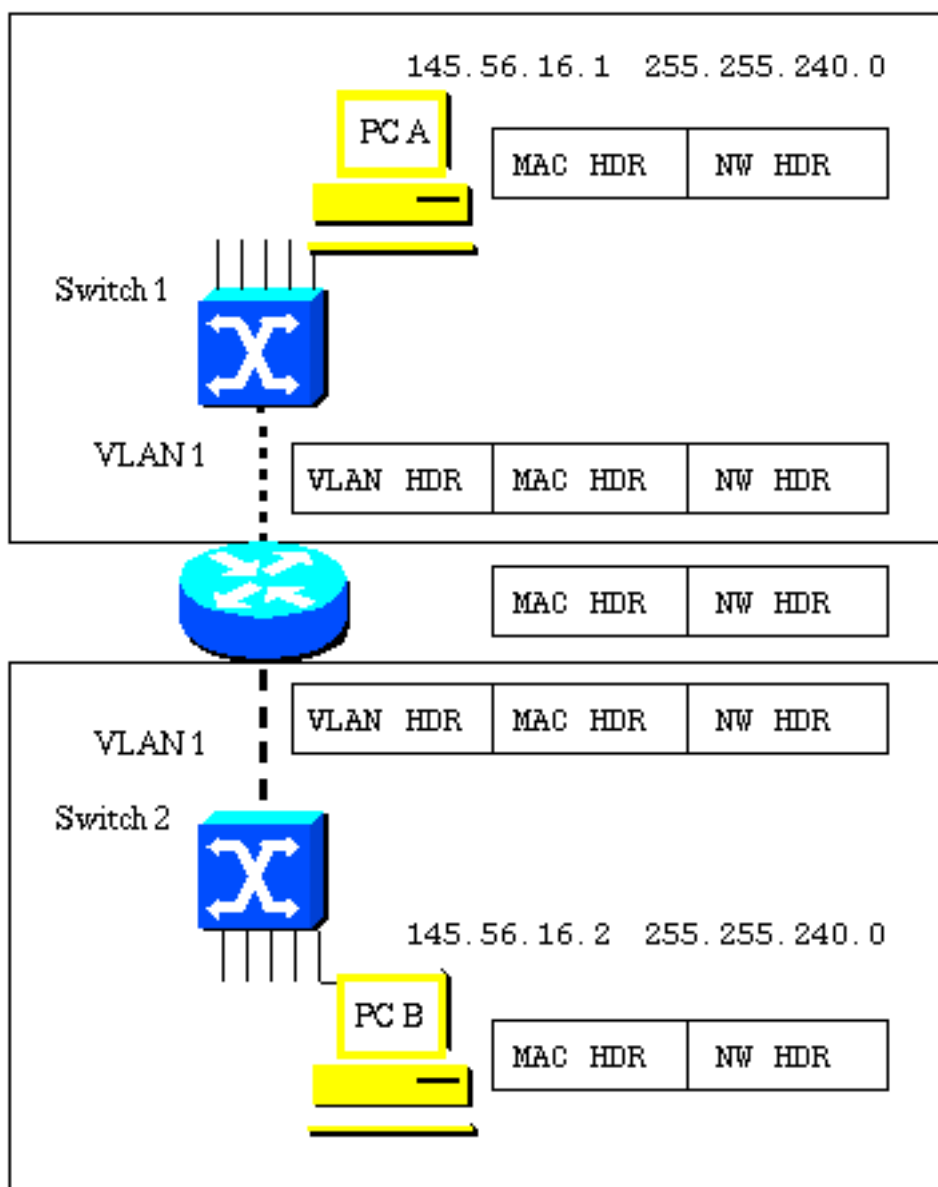 145.56.16.1 255.255.240.0
PC A
MAC HDR NW HDR
Switch 1
VLAN 1
VLAN HDR MAC HDR NW HDR
MAC HDR NW HDR
VLAN HDR MAC HDR NW HDR
VLAN 1
Switch 2
145.56.16.2 255.255.240.0
PC B
MAC HDR NW HDR